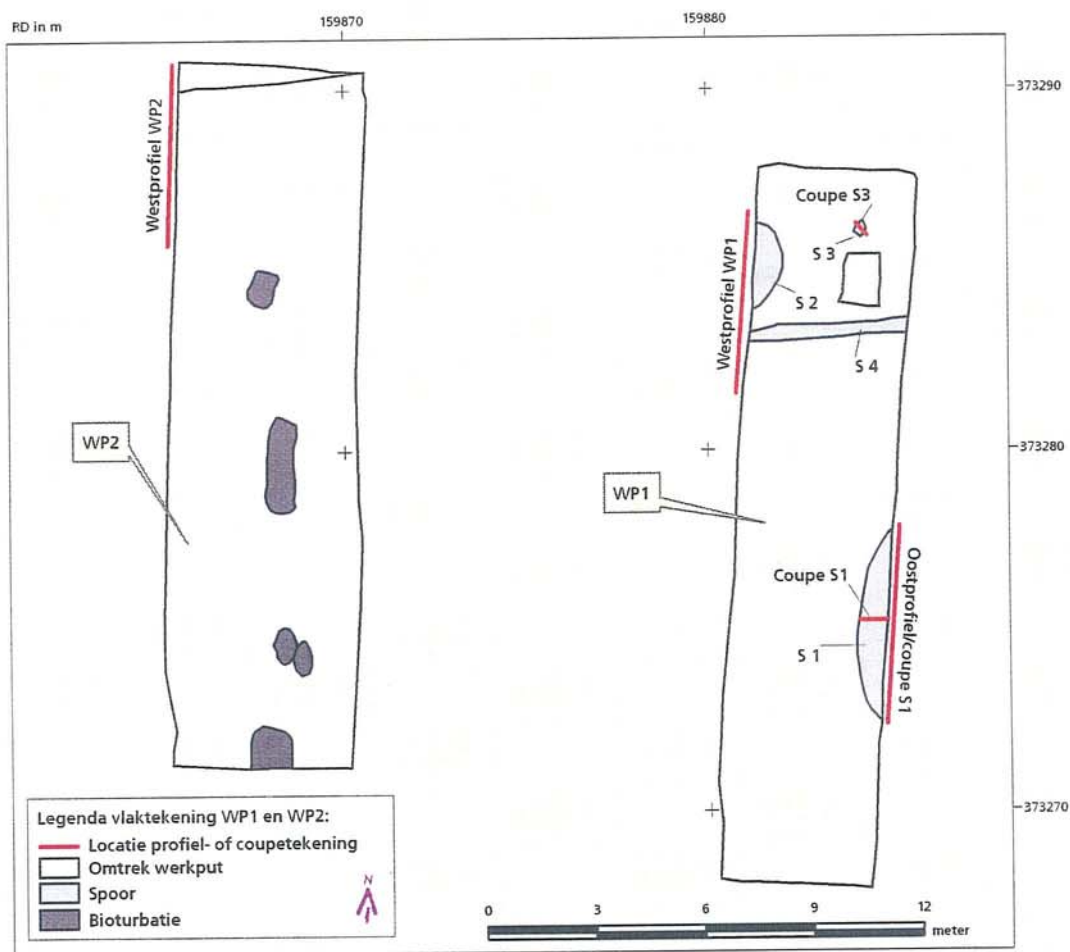 RD in m
159870
159880
373290
373280
373270
Westprofiel WP2
WP2
Coupe S3
S 3
S 2
Westprofiel WP1
S 4
WP1
Coupe S1
S 1
Oostprofiel/coupe S1
Legenda vlaktekening WP1 en WP2:
Locatie profiel- of coupetekening
Omtrek werkput
Spoor
Bioturbatie
N
0 3 6 9 12
meter